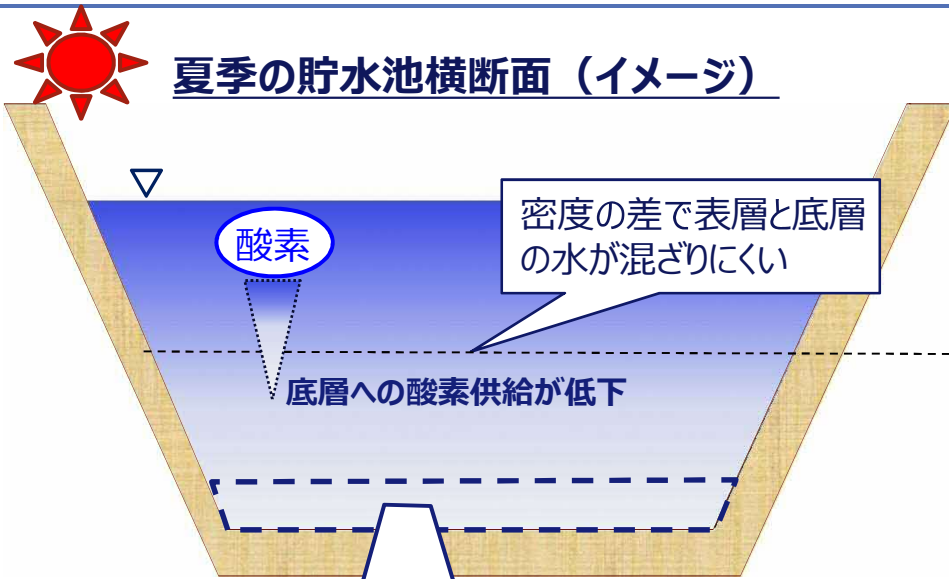 夏季の貯水池横断面（イメージ）
酸素
密度の差で表層と底層
の水が混ざりにくい
底層への酸素供給が低下